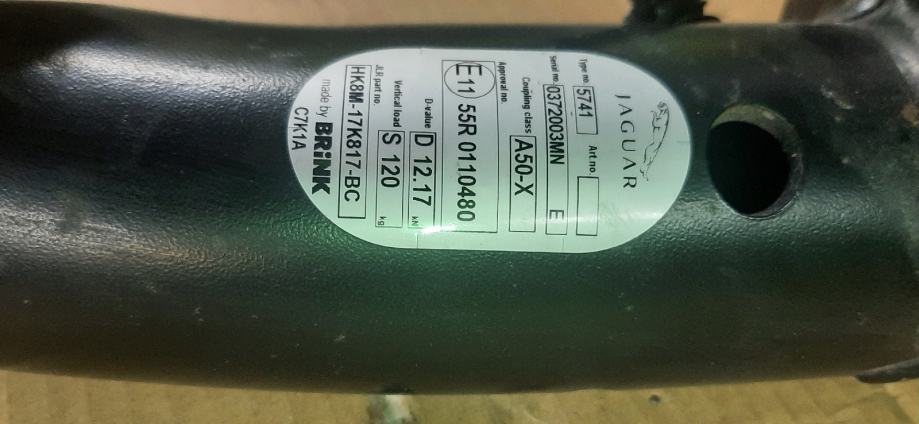 JAGUAR
Type no. 5741 Art.no.
Serial no. 0372003MN E
Coupling class A50-X
Approval no.
E11 55R 0110480
D-value D 12.17 kN
Vertical load S 120 kg
JLR part no. HK8M-17K817-BC
made by BRiNK
C7K1A